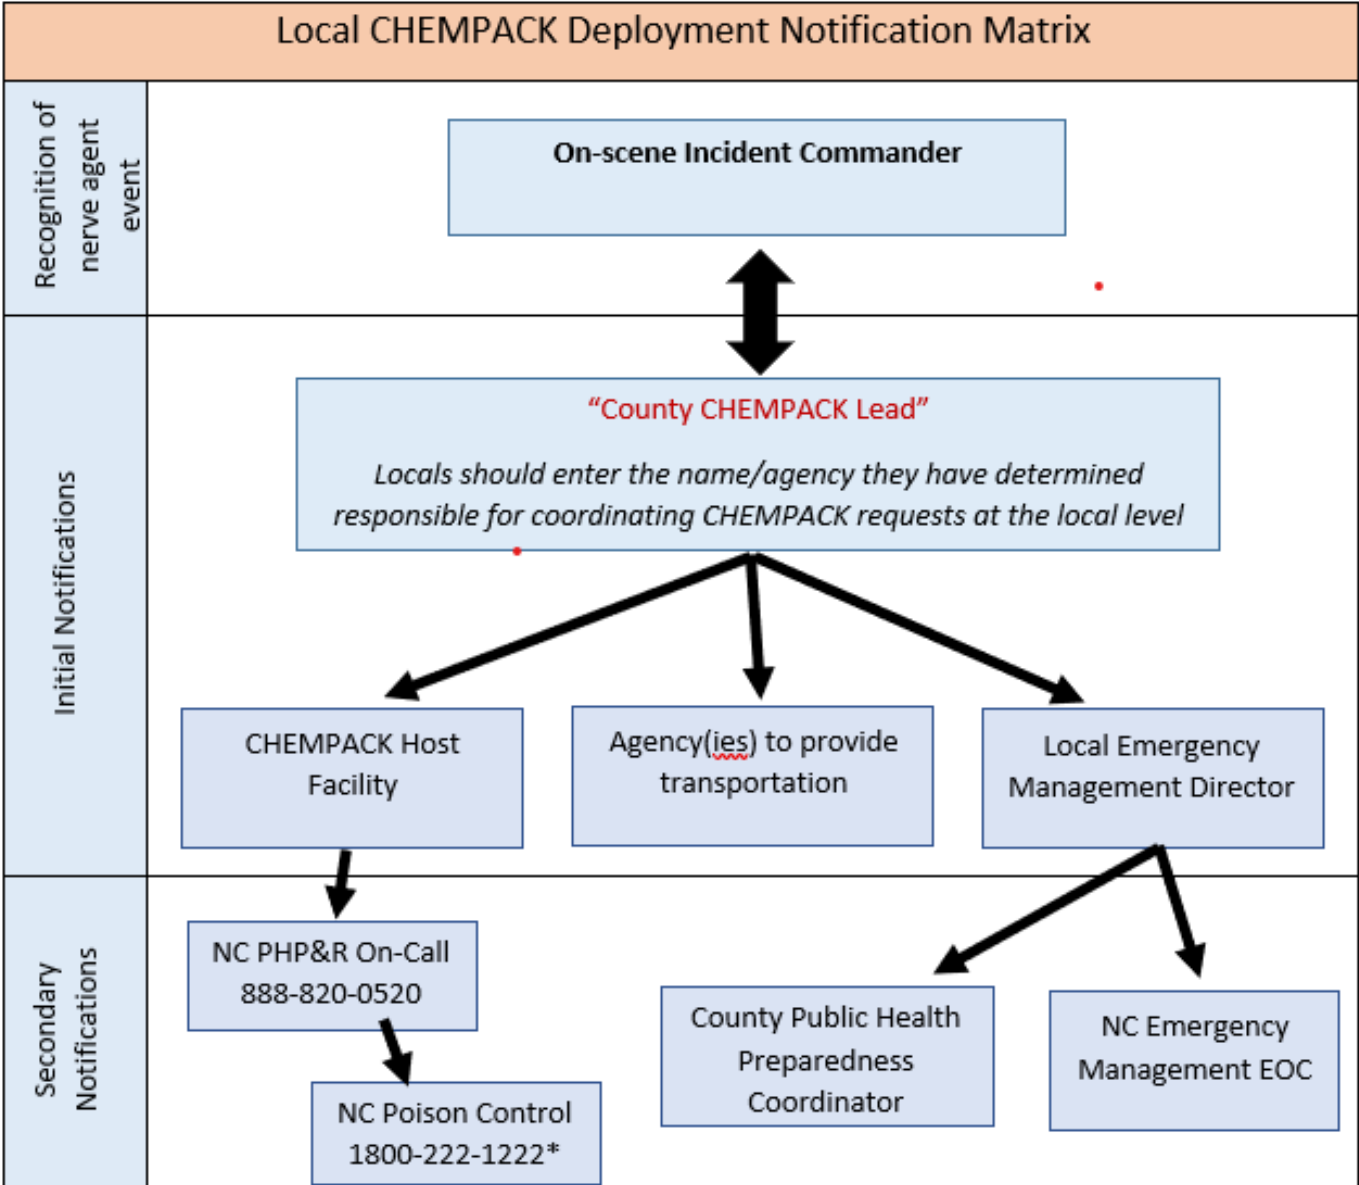 Local CHEMPACK Deployment Notification Matrix
Recognition of
nerve agent
event
On-scene Incident Commander
Initial Notifications
“County CHEMPACK Lead”
Locals should enter the name/agency they have determined
responsible for coordinating CHEMPACK requests at the local level
CHEMPACK Host
Facility
Agency(ies) to provide
transportation
Local Emergency
Management Director
Secondary
Notifications
NC PHP&R On-Call
888-820-0520
NC Poison Control
1800-222-1222*
County Public Health
Preparedness
Coordinator
NC Emergency
Management EOC